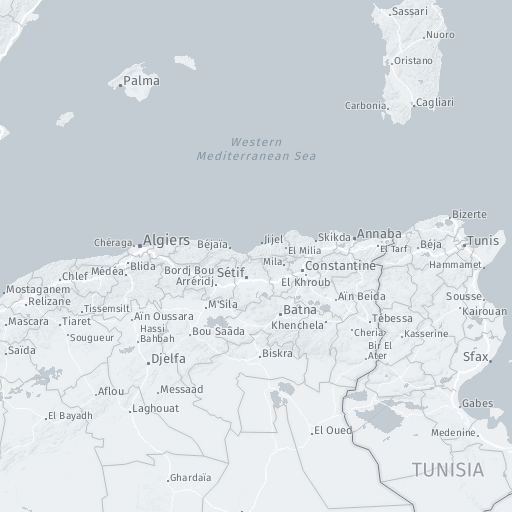 Sassari
Nuoro
Oristano
Palma
Carbonia
Cagliari
Western
Mediterranean Sea
Bizerte
Chéraga
Algiers
Béjaïa
Jijel
Skikda
Annaba
Tunis
El Milia
El Tarf
Béja
Blida
Médéa
Bordj Bou
Arréridj
Sétif
Mila
Constantine
Hammamet
Chlef
El Khroub
Mostaganem
Relizane
Tissemsilt
M'Sila
Aïn Beida
Sousse
Kairouan
Mascara
Tiaret
Aïn Oussara
Batna
Khenchela
Tébessa
Hassi
Bahbah
Sougueur
Bou Saâda
Cheria
Kasserine
Bir El
Ater
Saïda
Djelfa
Biskra
Sfax
Aflou
Messaad
Laghouat
El Bayadh
El Oued
Gabes
Medenine
Ghardaïa
TUNISIA